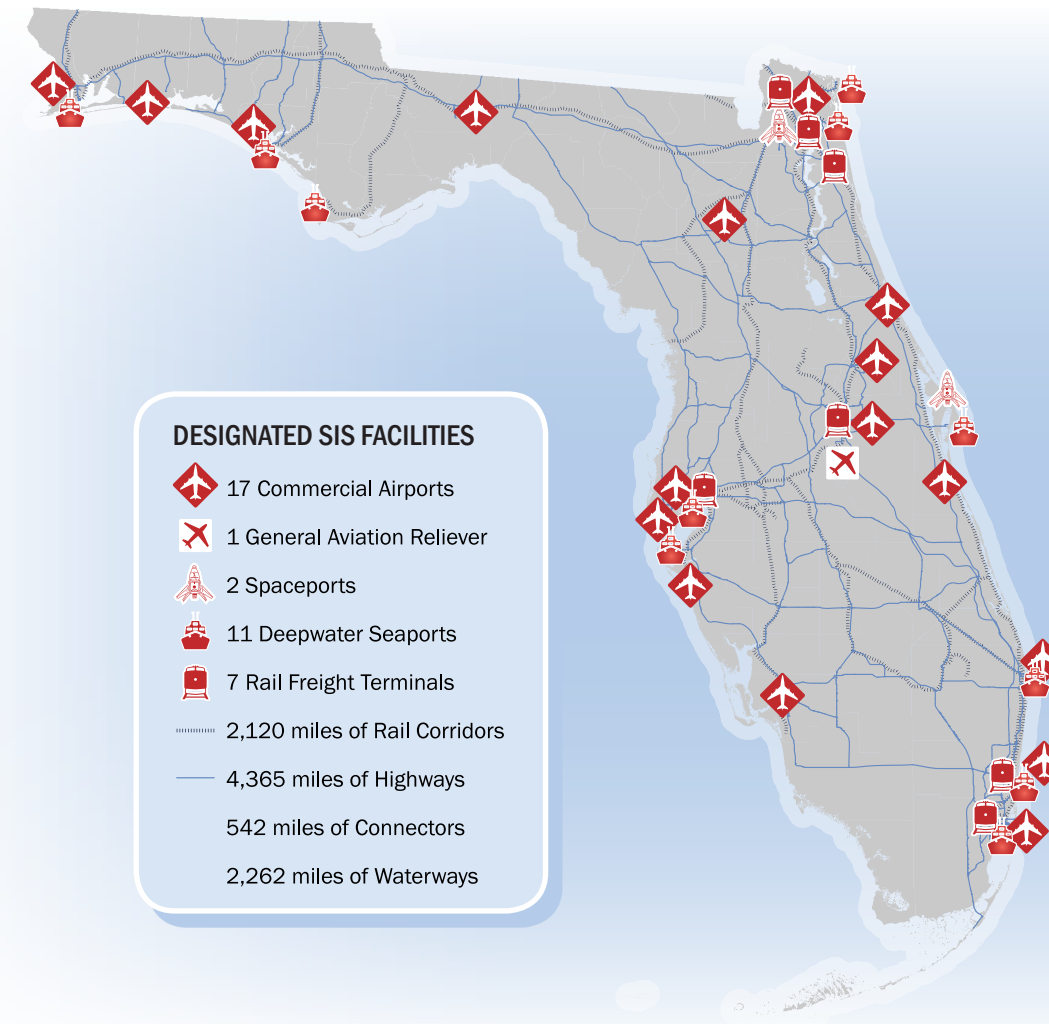 DESIGNATED SIS FACILITIES
17 Commercial Airports
1 General Aviation Reliever
2 Spaceports
11 Deepwater Seaports
7 Rail Freight Terminals
2,120 miles of Rail Corridors
4,365 miles of Highways
542 miles of Connectors
2,262 miles of Waterways